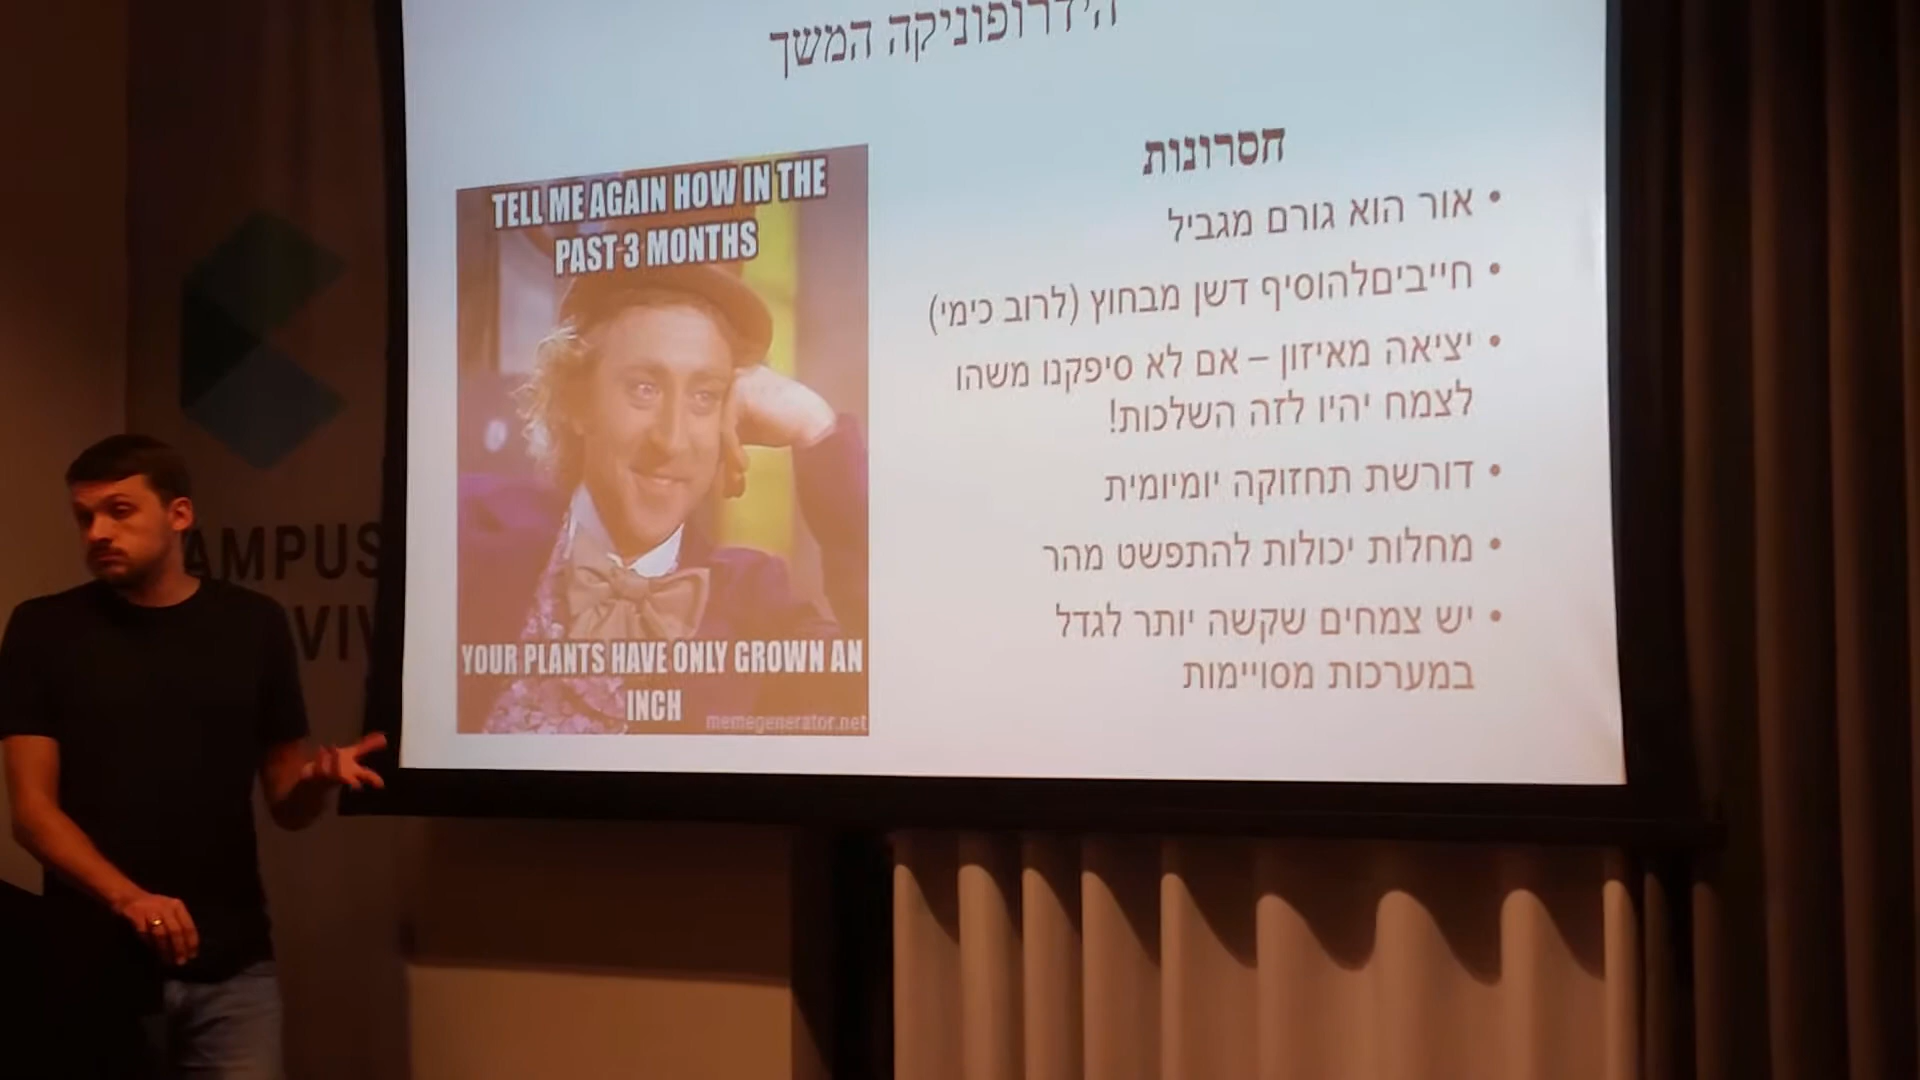 הידרופוניקה המשך
חסרונות
• אור הוא גורם מגביל
• חייביםלהוסיף דשן מבחוץ (לרוב כימי)
• יציאה מאיזון – אם לא סיפקנו משהו
לצמח יהיו לזה השלכות!
• דורשת תחזוקה יומיומית
• מחלות יכולות להתפשט מהר
• יש צמחים שקשה יותר לגדל
במערכות מסויימות
TELL ME AGAIN HOW IN THE
PAST 3 MONTHS
YOUR PLANTS HAVE ONLY GROWN AN
INCH
memegenerator.net
AMPUS
VIV